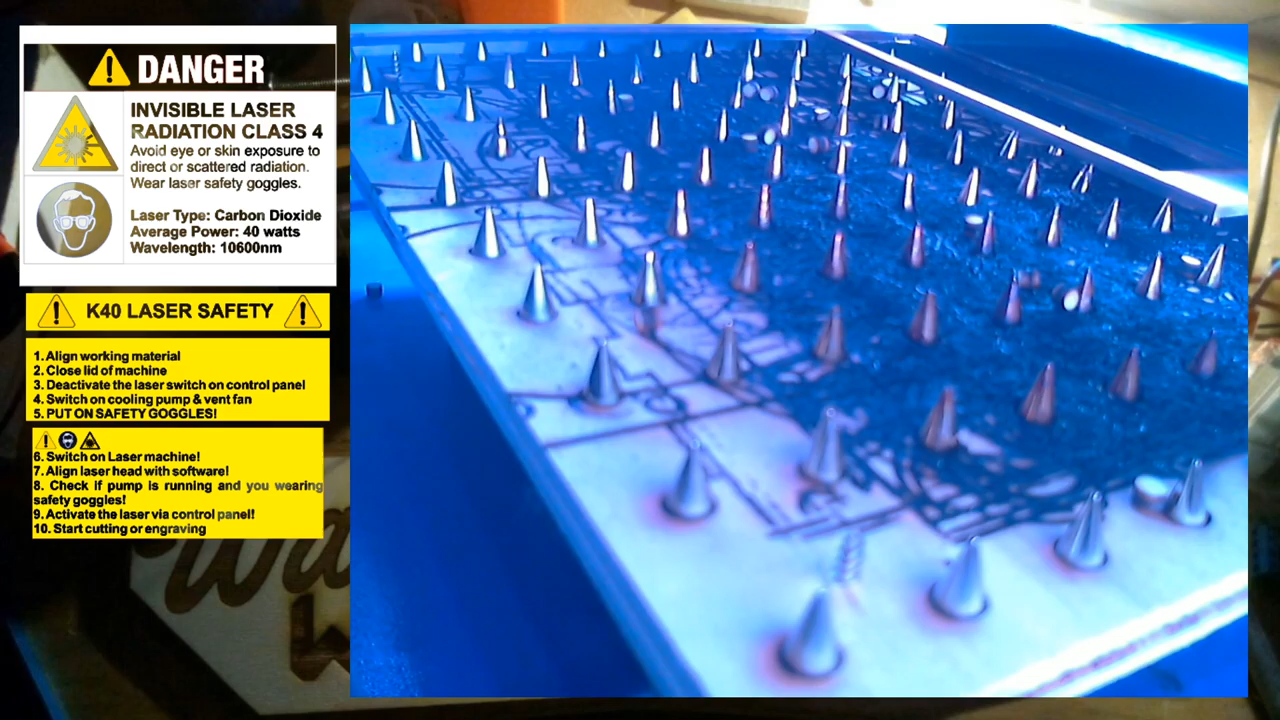 DANGER
INVISIBLE LASER
RADIATION CLASS 4
Avoid eye or skin exposure to
direct or scattered radiation.
Wear laser safety goggles.
Laser Type: Carbon Dioxide
Average Power: 40 watts
Wavelength: 10600nm
K40 LASER SAFETY
1. Align working material
2. Close lid of machine
3. Deactivate the laser switch on control panel
4. Switch on cooling pump & vent fan
5. PUT ON SAFETY GOGGLES!
6. Switch on Laser machine!
7. Align laser head with software!
8. Check if pump is running and you wearing
safety goggles!
9. Activate the laser via control panel!
10. Start cutting or engraving